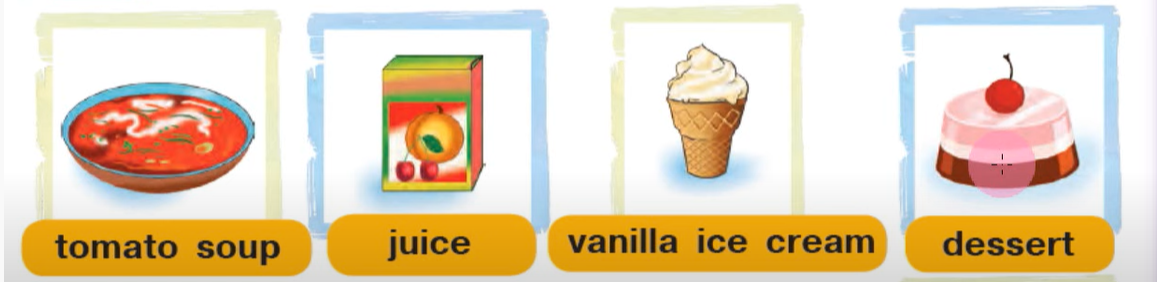 tomato soup
juice
vanilla ice cream
dessert